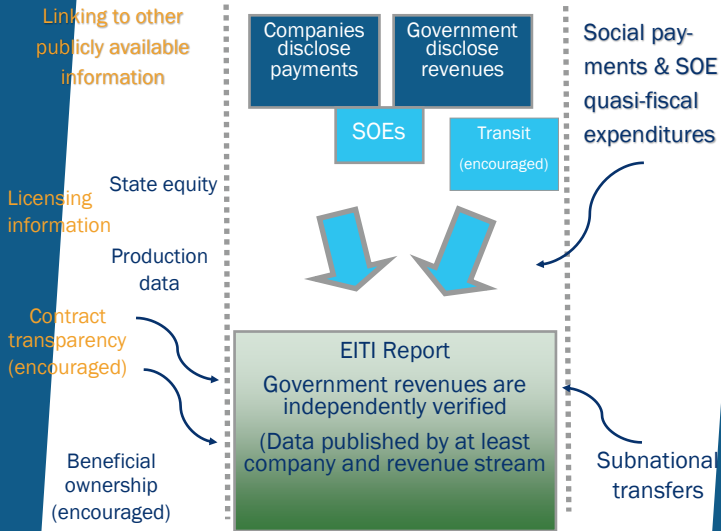 Linking to other
publicly available
information
Companies
disclose
payments
Government
disclose
revenues
Social pay-
ments & SOE
quasi-fiscal
expenditures
SOEs
Transit
(encouraged)
State equity
Licensing
information
Production
data
Contract
transparency
(encouraged)
EITI Report
Government revenues are
independently verified
(Data published by at least
company and revenue stream
Beneficial
ownership
(encouraged)
Subnational
transfers